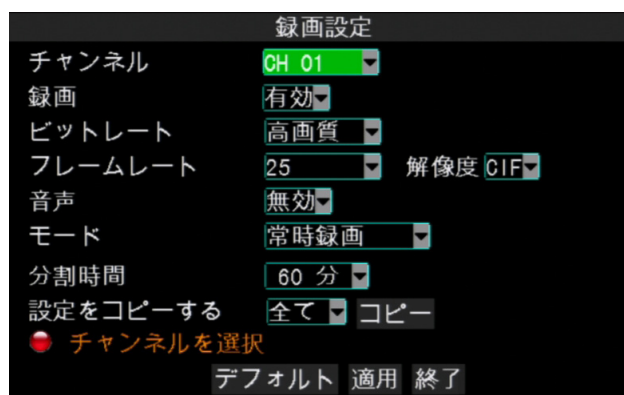 録画設定
チャンネル CH 01
録画 有効
ビットレート 高画質
フレームレート 25 解像度 CIF
音声 無効
モード 常時録画
分割時間 60 分
設定をコピーする 全て コピー
チャンネルを選択
デフォルト 適用 終了